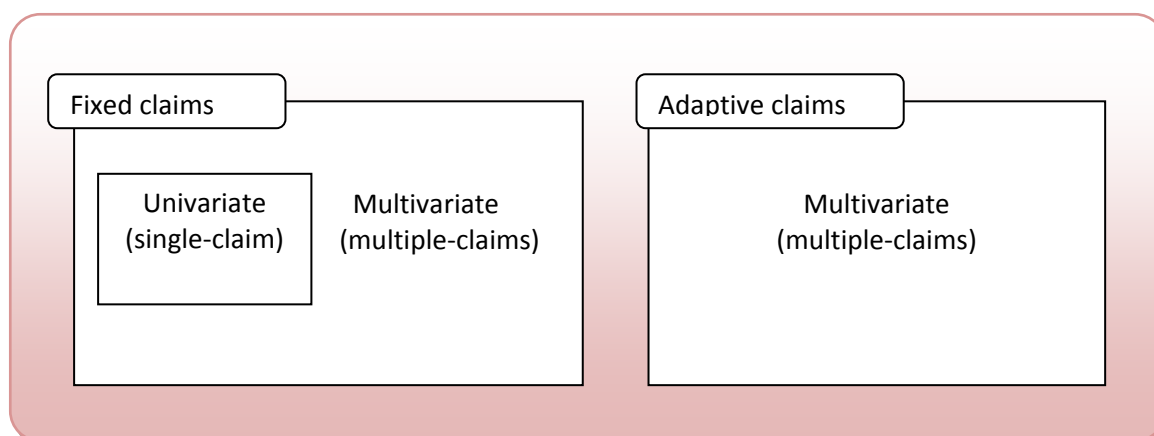 Fixed claims
Univariate
(single-claim)
Multivariate
(multiple-claims)
Adaptive claims
Multivariate
(multiple-claims)